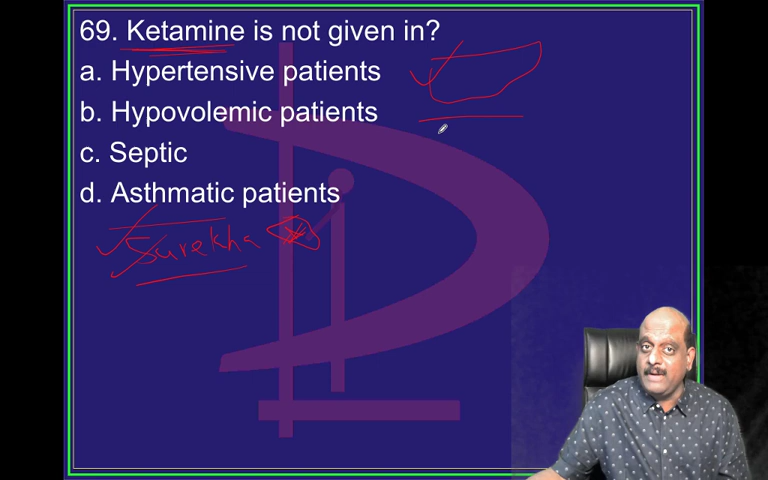 69. Ketamine is not given in?
a. Hypertensive patients
b. Hypovolemic patients
c. Septic
d. Asthmatic patients
Surekha